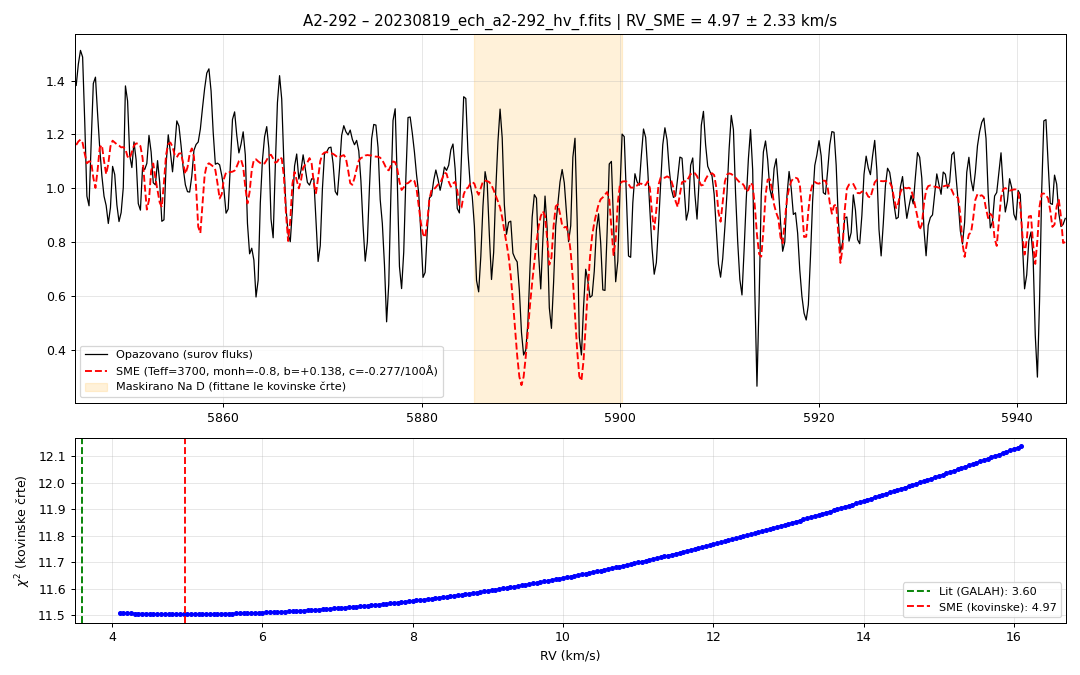 A2-292 – 20230819_ech_a2-292_hv_f.fits | RV_SME = 4.97 ± 2.33 km/s
1.4
1.2
1.0
0.8
0.6
0.4
Opazovano (surov fluks)
SME (Teff=3700, monh=-0.8, b=+0.138, c=-0.277/100Å)
Maskirano Na D (fittane le kovinske črte)
5860 5880 5900 5920 5940
12.1
12.0
11.9
11.8
11.7
11.6
11.5
χ² (kovinske črte)
Lit (GALAH): 3.60
SME (kovinske): 4.97
4 6 8 10 12 14 16
RV (km/s)